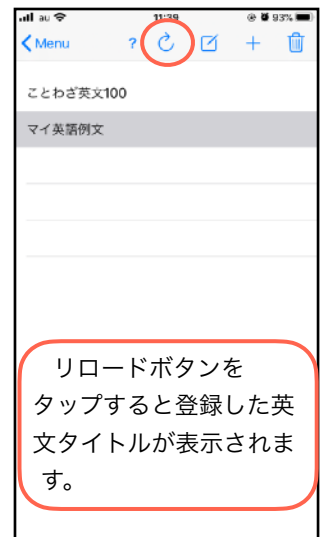 au 11:39 93%
Menu ? +
ことわざ英文100
マイ英語例文
リロードボタンを
タップすると登録した英
文タイトルが表示されま
す。